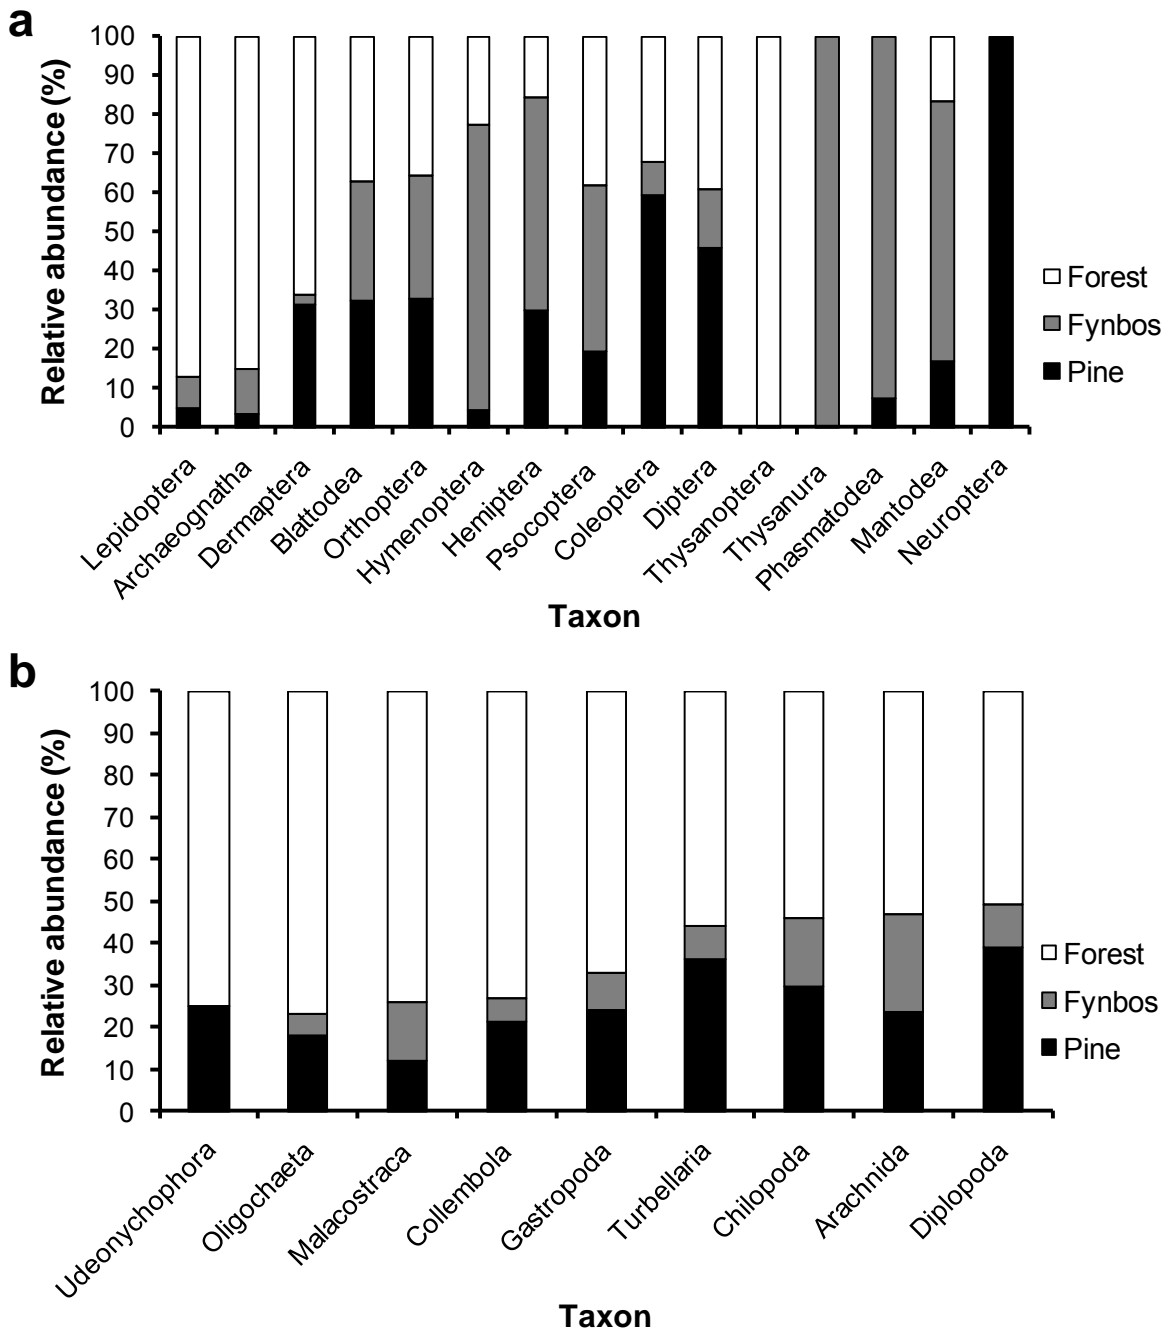 a
Relative abundance (%)
100
90
80
70
60
50
40
30
20
10
0
Forest
Fynbos
Pine
Lepidoptera
Archaeognatha
Dermaptera
Blattodea
Orthoptera
Hymenoptera
Hemiptera
Psocoptera
Coleoptera
Diptera
Thysanoptera
Thysanura
Phasmatodea
Mantodea
Neuroptera
Taxon
b
Relative abundance (%)
100
90
80
70
60
50
40
30
20
10
0
Forest
Fynbos
Pine
Udeonychophora
Oligochaeta
Malacostraca
Collembola
Gastropoda
Turbellaria
Chilopoda
Arachnida
Diplopoda
Taxon